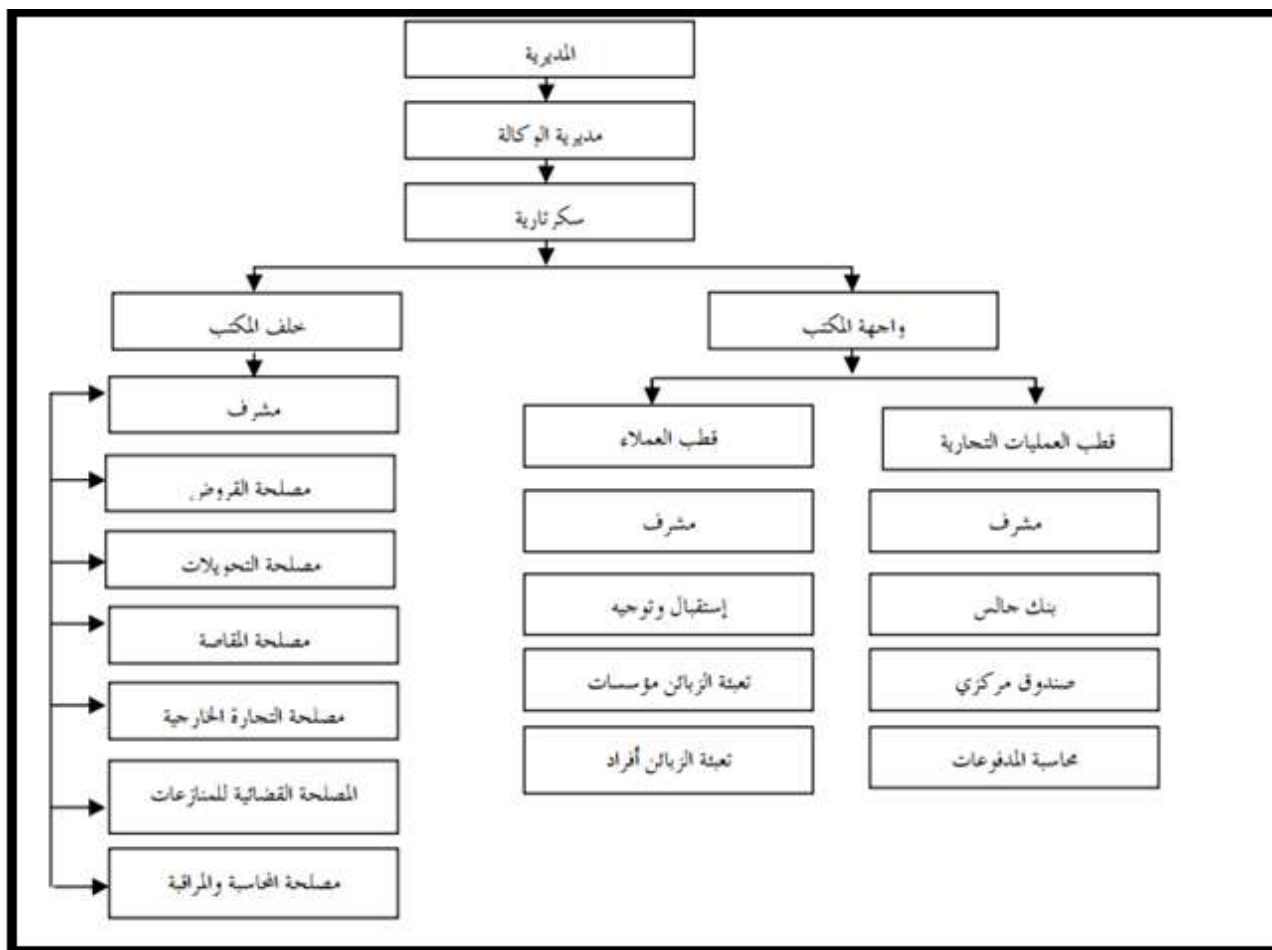 المديرية
مديرية الوكالة
سكرتارية
واجهة المكتب
خلف المكتب
قطب العمليات التجارية
مشرف
بنك جالس
صندوق مركزي
محاسبة المدفوعات
قطب العملاء
مشرف
إستقبال وتوجيه
تعبئة الزبائن مؤسسات
تعبئة الزبائن أفراد
مشرف
مصلحة القروض
مصلحة التحويلات
مصلحة المقاصة
مصلحة التجارة الخارجية
المصلحة القضائية للمنازعات
مصلحة المحاسبة والمراقبة